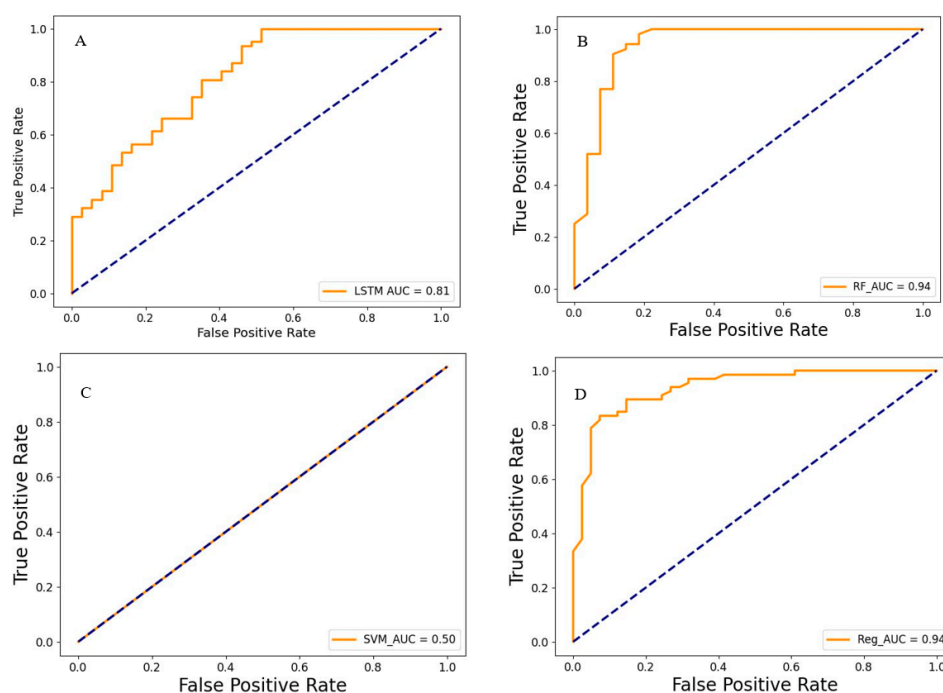 A
True Positive Rate
1.0
0.8
0.6
0.4
0.2
0.0
LSTM AUC = 0.81
0.0 0.2 0.4 0.6 0.8 1.0
False Positive Rate
B
True Positive Rate
1.0
0.8
0.6
0.4
0.2
0.0
RF_AUC = 0.94
0.0 0.2 0.4 0.6 0.8 1.0
False Positive Rate
C
True Positive Rate
1.0
0.8
0.6
0.4
0.2
0.0
SVM_AUC = 0.50
0.0 0.2 0.4 0.6 0.8 1.0
False Positive Rate
D
True Positive Rate
1.0
0.8
0.6
0.4
0.2
0.0
Reg_AUC = 0.94
0.0 0.2 0.4 0.6 0.8 1.0
False Positive Rate